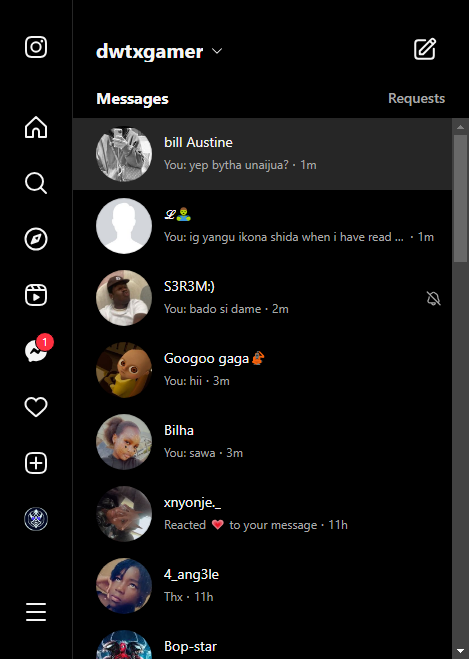 dwtxgamer
Messages
Requests
bill Austine
You: yep bytha unaijua? · 1m
ℒ🧟‍♂️
You: ig yangu ikona shida when i have read ... · 1m
S3R3M:)
You: bado si dame · 2m
Googoo gaga
You: hii · 3m
1
Bilha
You: sawa · 3m
xnyonje._
Reacted ❤️ to your message · 11h
4_ang3le
Thx · 11h
Bop-star